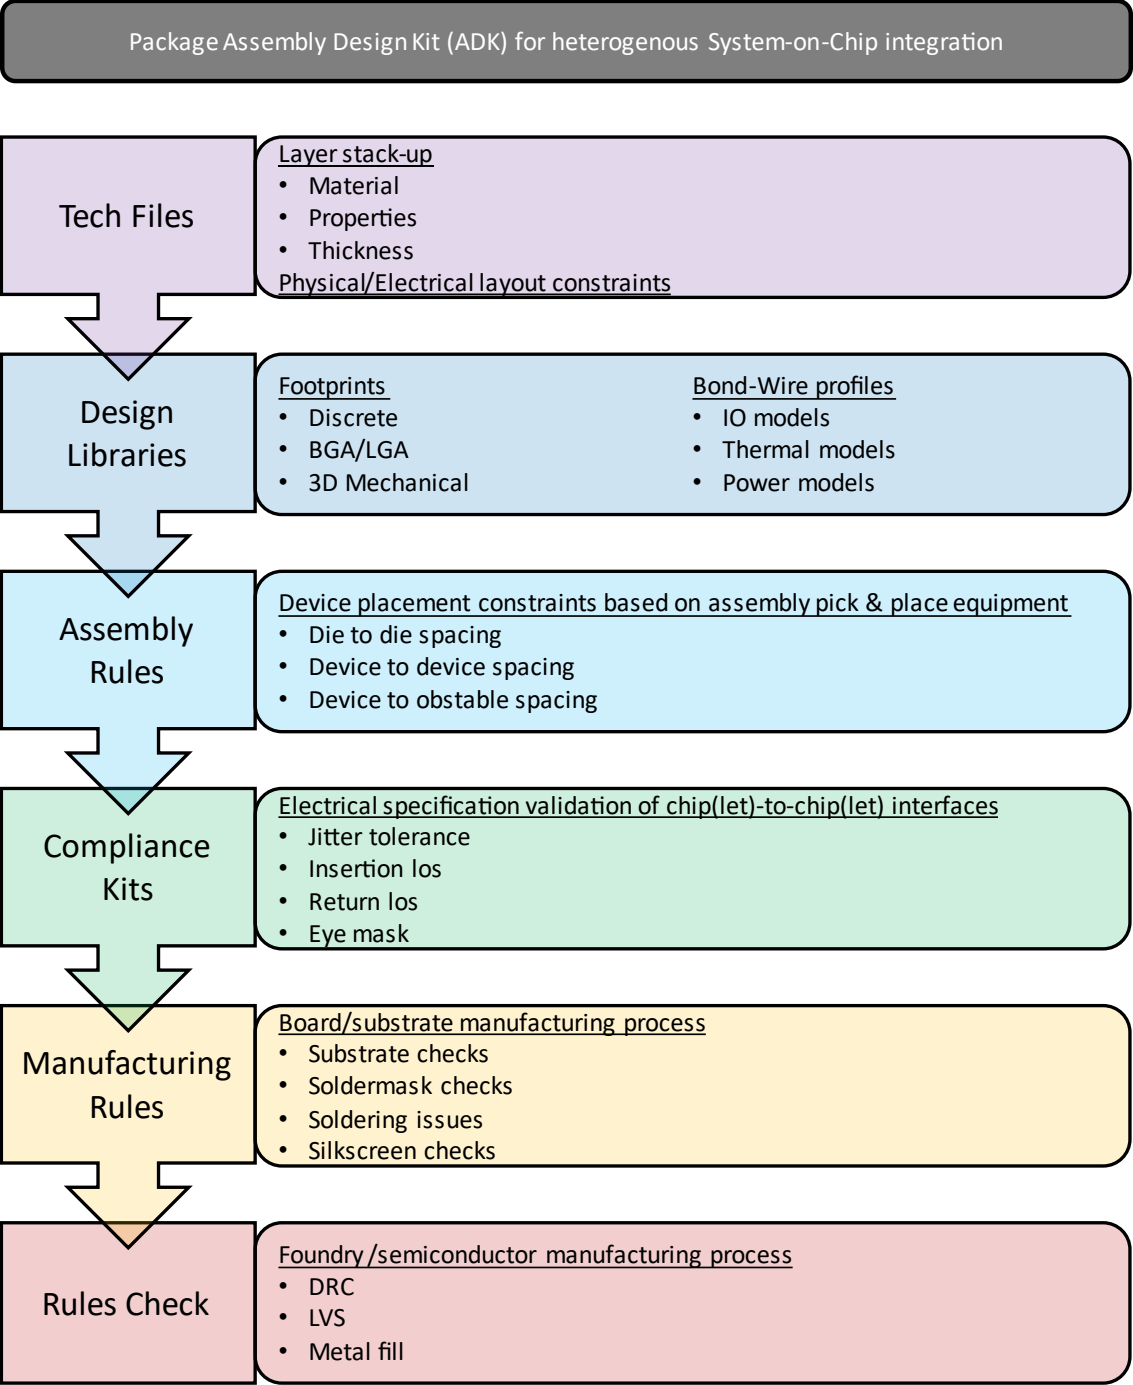 Package Assembly Design Kit (ADK) for heterogenous System-on-Chip integration
Tech Files
Layer stack-up
• Material
• Properties
• Thickness
Physical/Electrical layout constraints
Design
Libraries
Footprints
• Discrete
• BGA/LGA
• 3D Mechanical
Bond-Wire profiles
• IO models
• Thermal models
• Power models
Assembly
Rules
Device placement constraints based on assembly pick & place equipment
• Die to die spacing
• Device to device spacing
• Device to obstable spacing
Compliance
Kits
Electrical specification validation of chip(let)-to-chip(let) interfaces
• Jitter tolerance
• Insertion los
• Return los
• Eye mask
Manufacturing
Rules
Board/substrate manufacturing process
• Substrate checks
• Soldermask checks
• Soldering issues
• Silkscreen checks
Rules Check
Foundry/semiconductor manufacturing process
• DRC
• LVS
• Metal fill